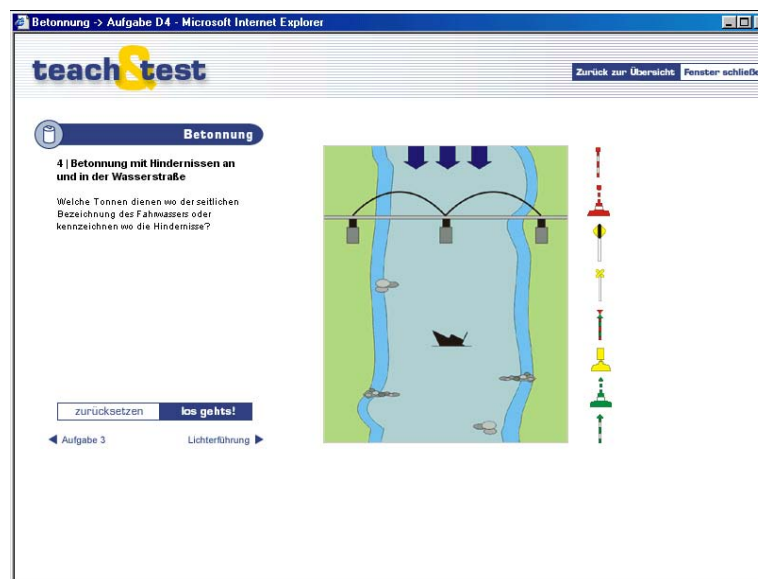 Betonnung -> Aufgabe D4 - Microsoft Internet Explorer
teach&test
Zurück zur Übersicht Fenster schließe
Betonnung
4 | Betonnung mit Hindernissen an
und in der Wasserstraße
Welche Tonnen dienen wo der seitlichen
Bezeichnung des Fahrwassers oder
kennzeichnen wo die Hindernisse?
zurücksetzen los gehts!
Aufgabe 3 Lichterführung